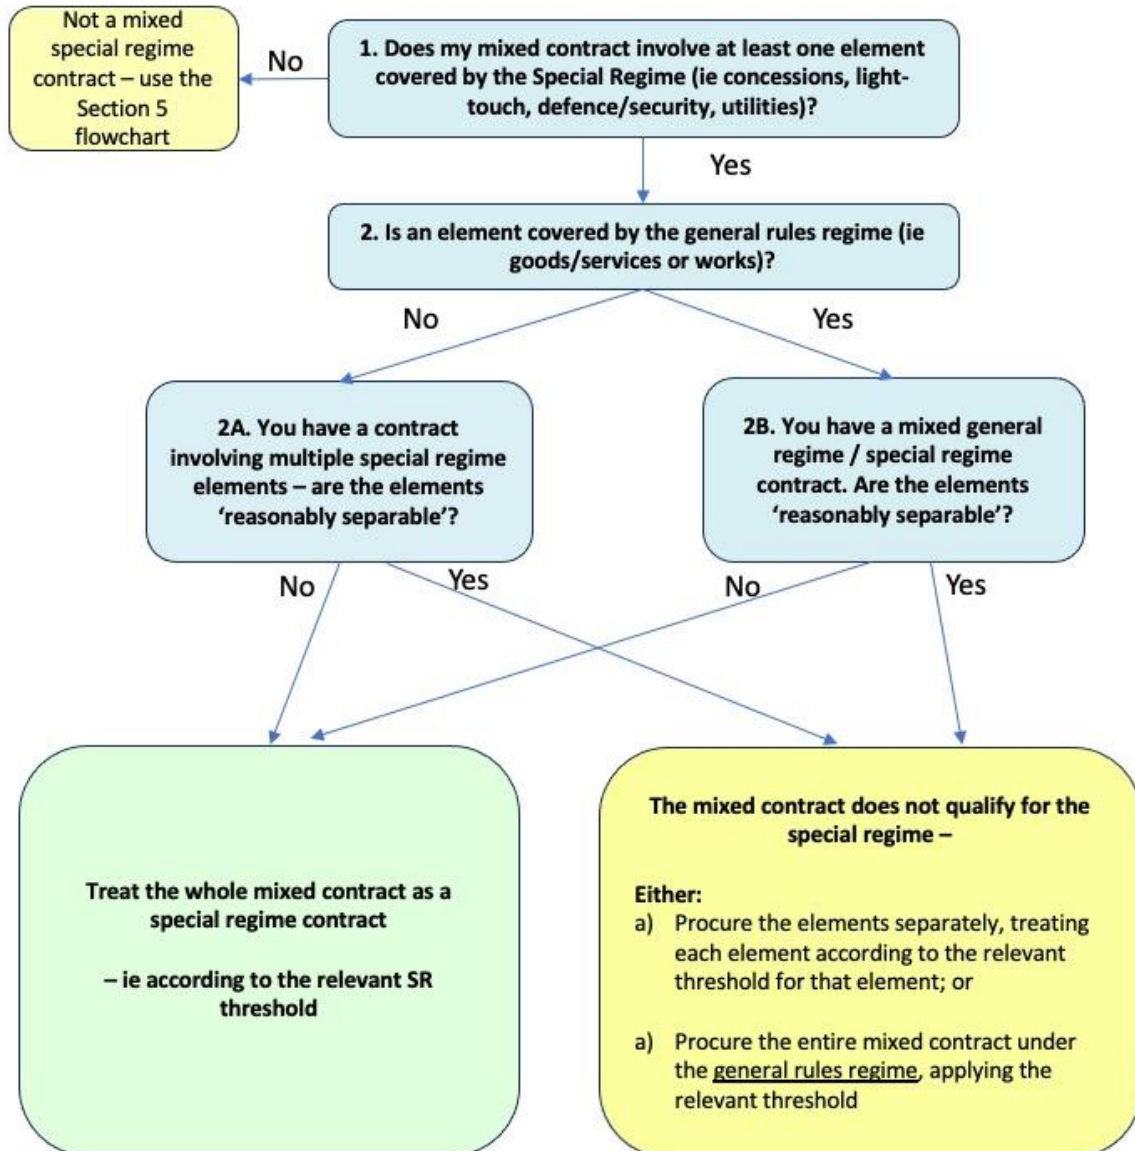 Not a mixed
special regime
contract – use the
Section 5
flowchart
No
1. Does my mixed contract involve at least one element
covered by the Special Regime (ie concessions, light-
touch, defence/security, utilities)?
Yes
2. Is an element covered by the general rules regime (ie
goods/services or works)?
No
Yes
2A. You have a contract
involving multiple special regime
elements – are the elements
‘reasonably separable’?
2B. You have a mixed general
regime / special regime
contract. Are the elements
‘reasonably separable’?
No
Yes
No
Yes
Treat the whole mixed contract as a
special regime contract
– ie according to the relevant SR
threshold
The mixed contract does not qualify for the
special regime –
Either:
a) Procure the elements separately, treating
each element according to the relevant
threshold for that element; or
a) Procure the entire mixed contract under
the general rules regime, applying the
relevant threshold